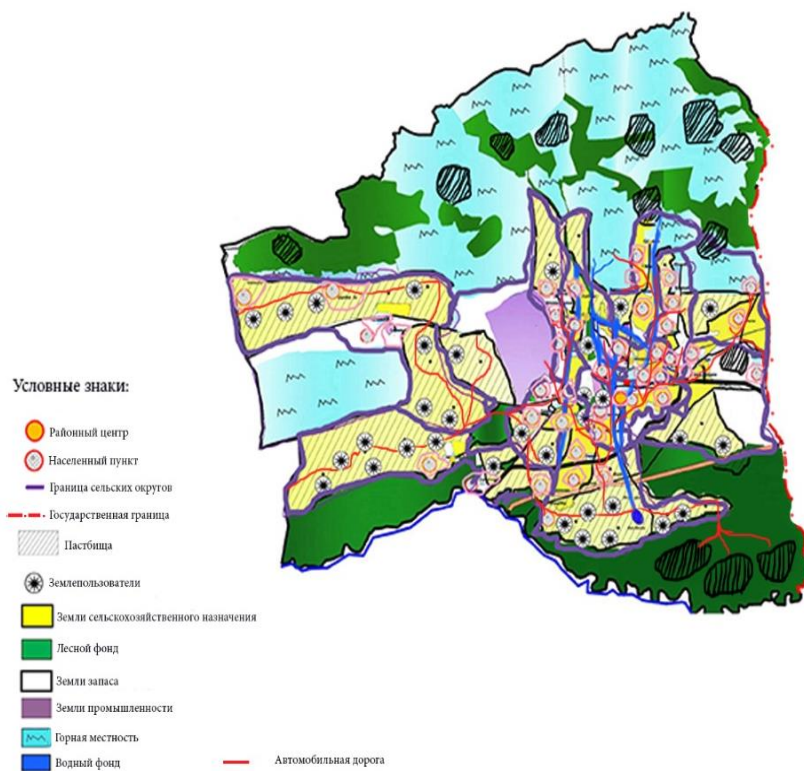 Условные знаки:
Районный центр
Населенный пункт
Граница сельских округов
Государственная граница
Пастбища
Землепользователи
Земли сельскохозяйственного назначения
Лесной фонд
Земли запаса
Земли промышленности
Горная местность
Водный фонд
Автомобильная дорога